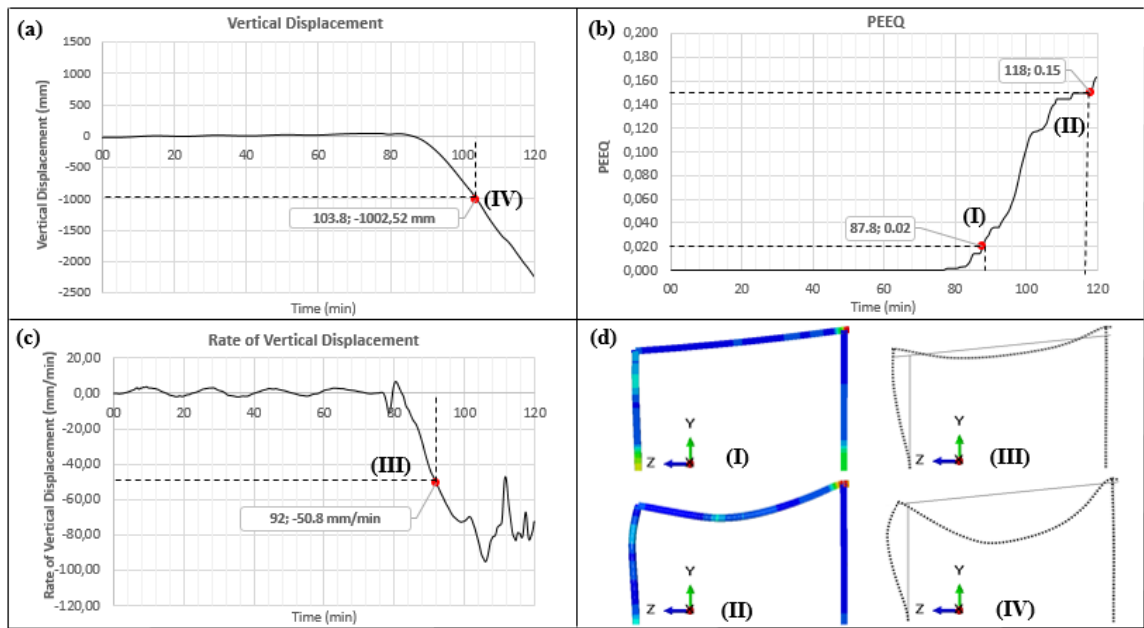 (a)
Vertical Displacement
1500
1000
500
0
-500
-1000
-1500
-2000
-2500
00 20 40 60 80 100 120
Vertical Displacement (mm)
Time (min)
(IV)
103.8; -1002,52 mm
(b)
PEEQ
0,200
0,180
0,160
0,140
0,120
0,100
0,080
0,060
0,040
0,020
0,000
00 20 40 60 80 100 120
PEEQ
Time (min)
118; 0.15
(II)
(I)
87.8; 0.02
(c)
Rate of Vertical Displacement
20,00
0,00
-20,00
-40,00
-60,00
-80,00
-100,00
-120,00
00 20 40 60 80 100 120
Rate of Vertical Displacement (mm/min)
Time (min)
(III)
92; -50.8 mm/min
(d)
Y
Z X
(I)
Y
Z X
(III)
Y
Z X
(II)
Y
Z X
(IV)